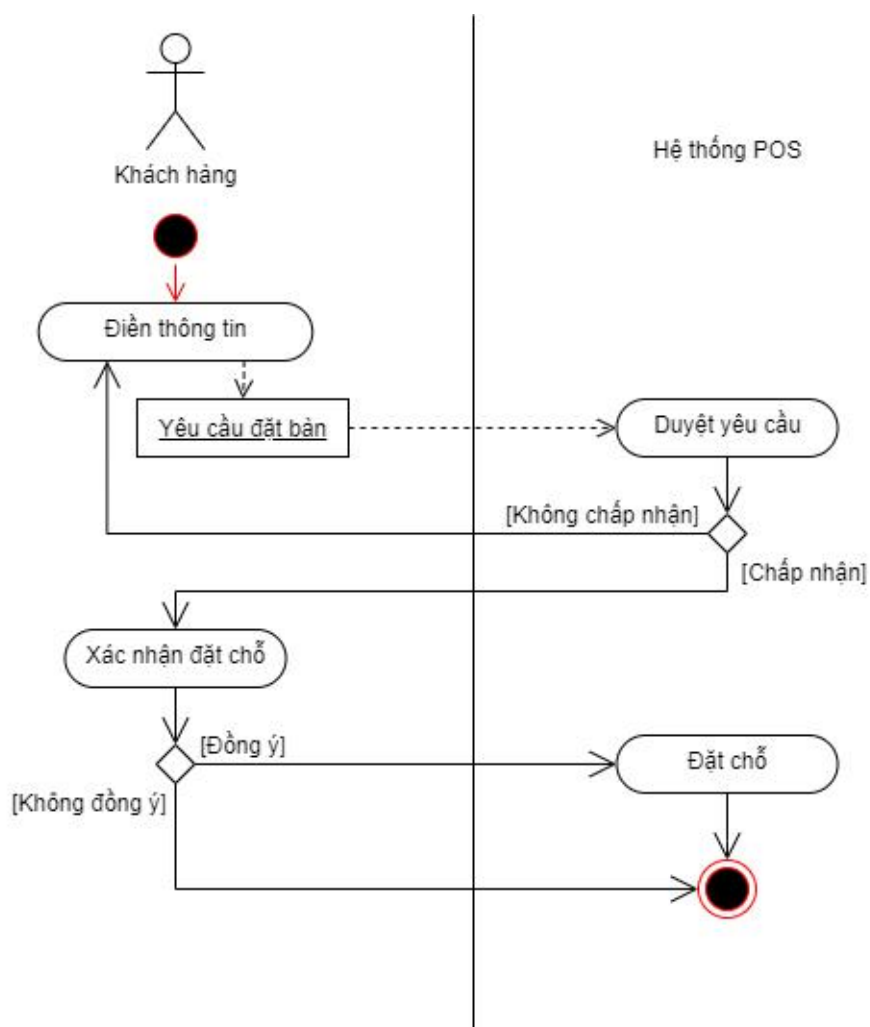 Khách hàng
Hệ thống POS
Điền thông tin
Yêu cầu đặt bàn
Duyệt yêu cầu
[Không chấp nhận]
[Chấp nhận]
Xác nhận đặt chỗ
[Đồng ý]
Đặt chỗ
[Không đồng ý]